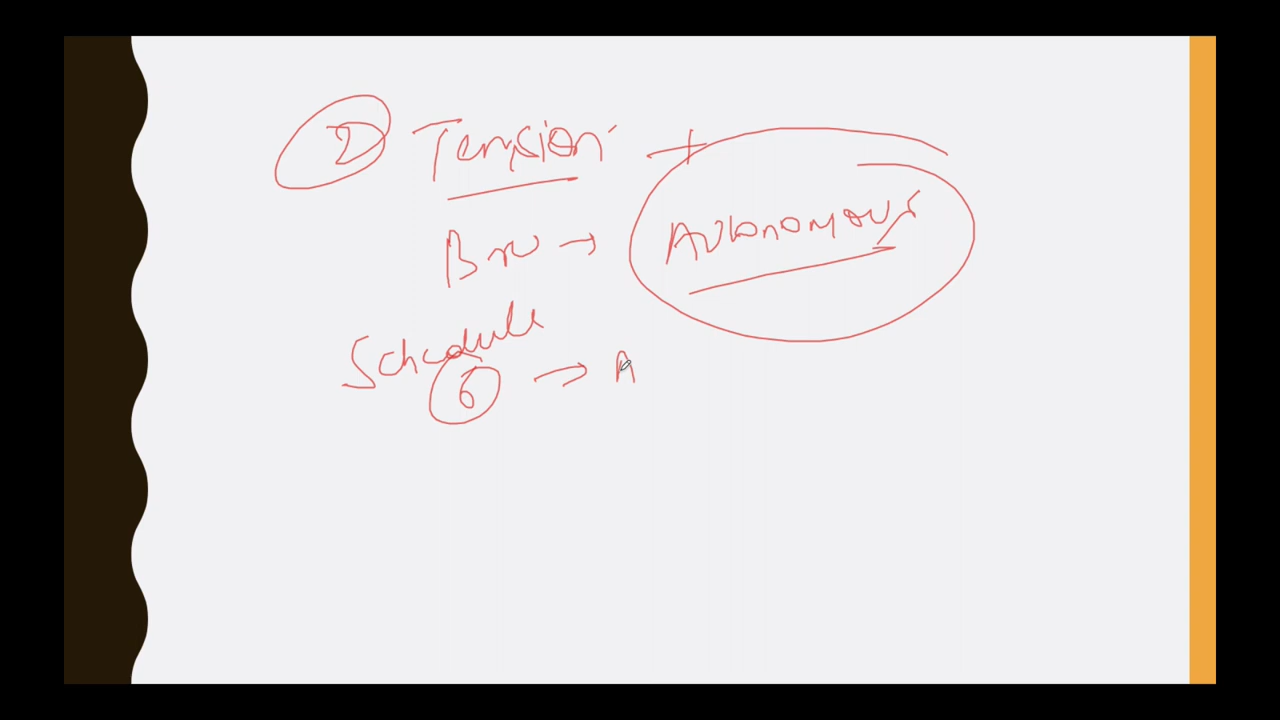 2 Tension +
Bru → Autonomous
Schedule
6 → A